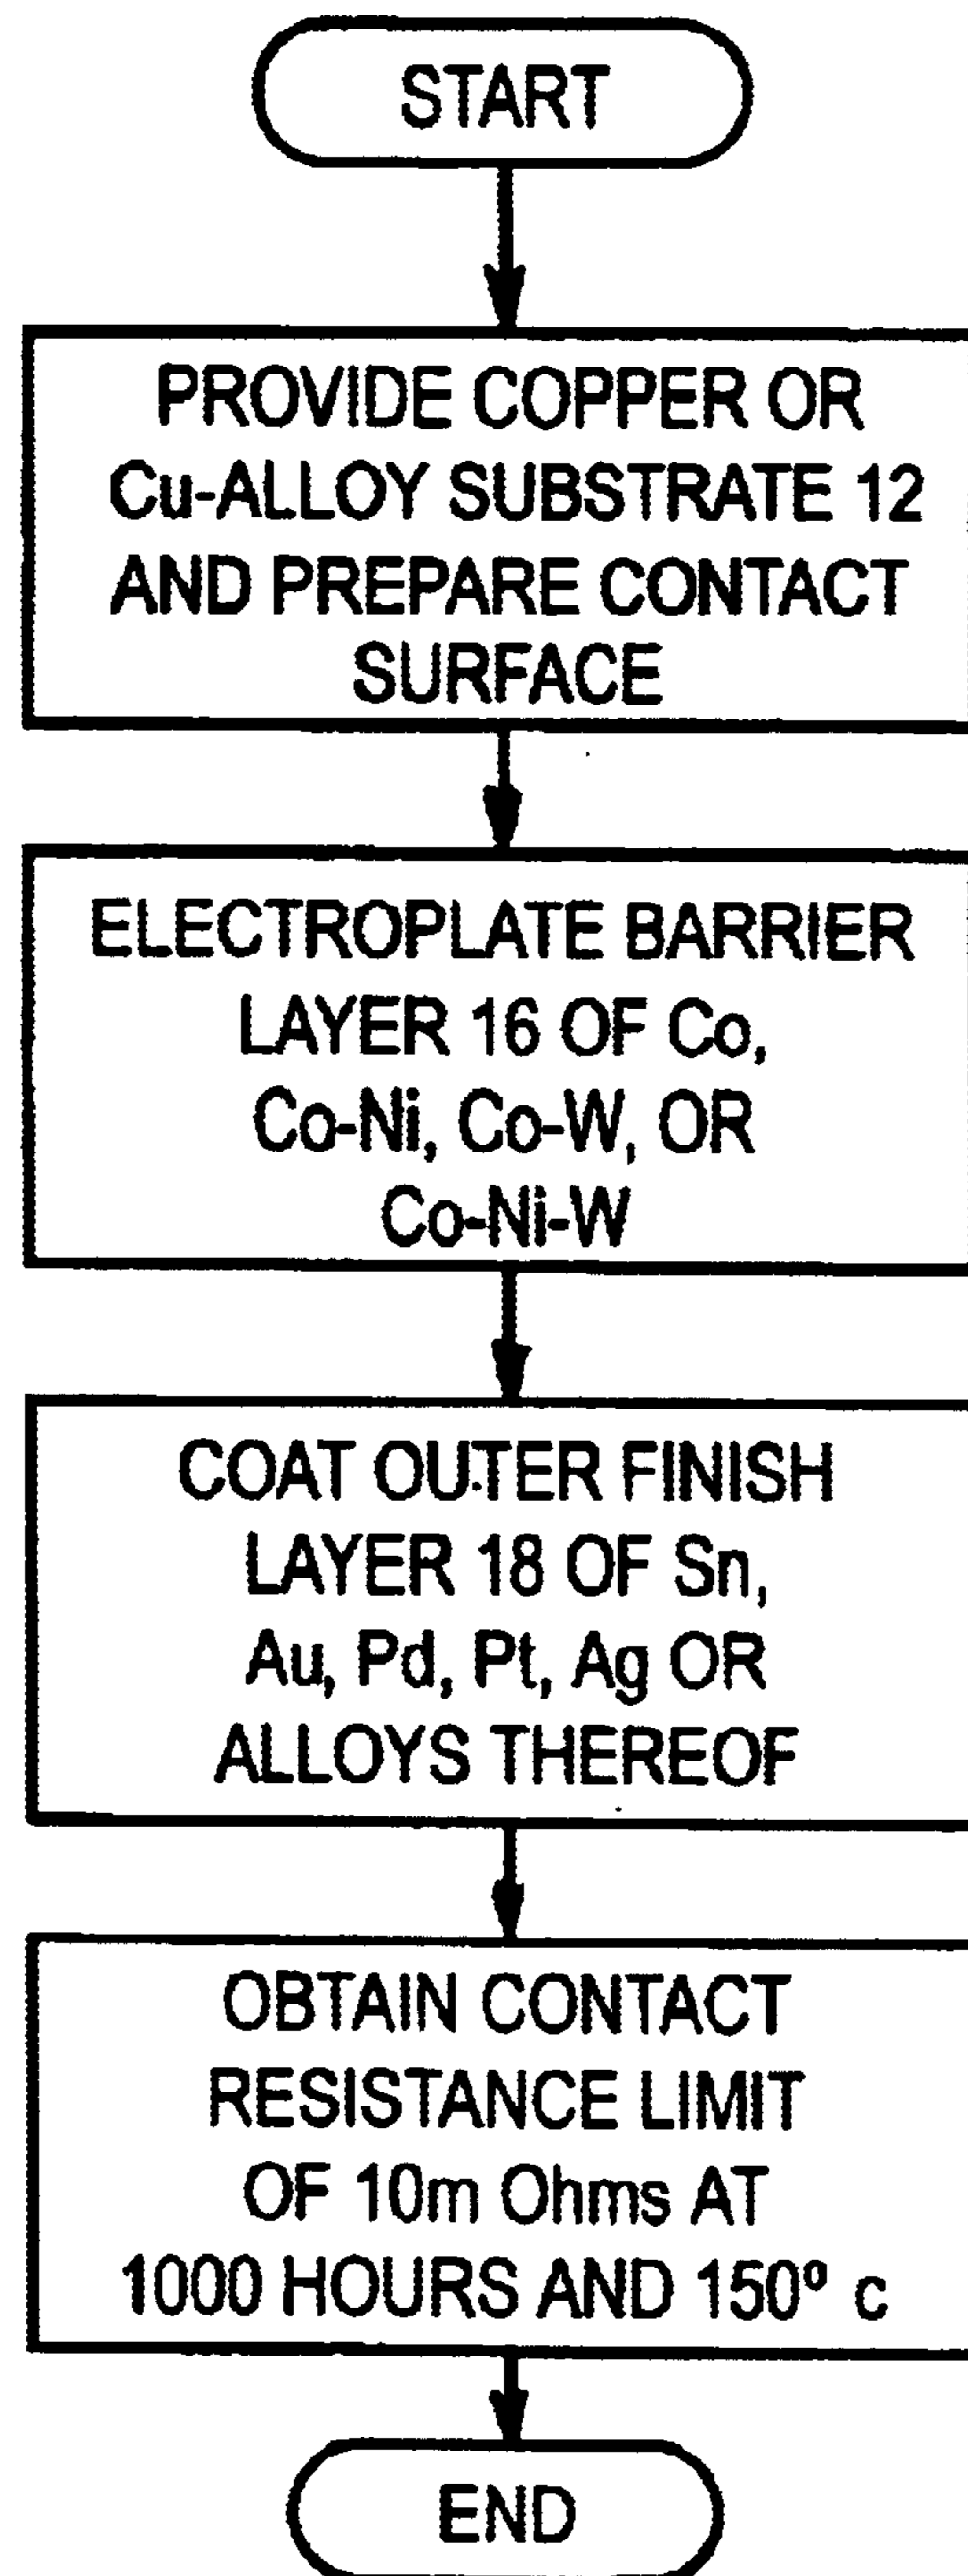 START
PROVIDE COPPER OR
Cu-ALLOY SUBSTRATE 12
AND PREPARE CONTACT
SURFACE
ELECTROPLATE BARRIER
LAYER 16 OF Co,
Co-Ni, Co-W, OR
Co-Ni-W
COAT OUTER FINISH
LAYER 18 OF Sn,
Au, Pd, Pt, Ag OR
ALLOYS THEREOF
OBTAIN CONTACT
RESISTANCE LIMIT
OF 10m Ohms AT
1000 HOURS AND 150º c
END